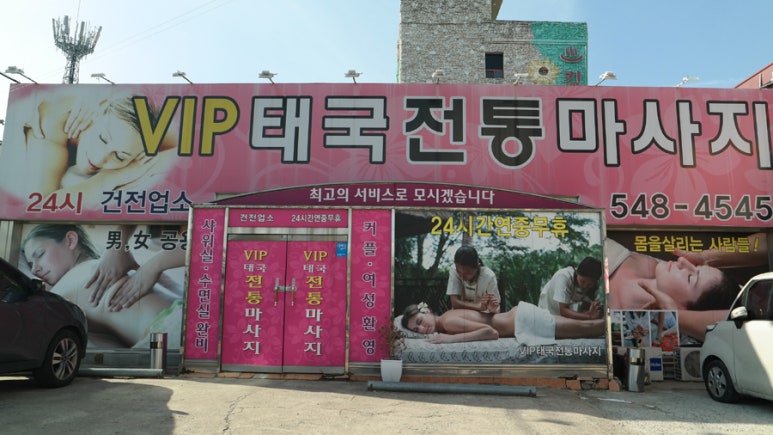 VIP 태국전통마사지
24시 건전업소
최고의 서비스로 모시겠습니다
548-4545
남,녀 공용
샤워실·수면실완비
건전업소 24시간연중무휴
VIP 태국 전통마사지
VIP 태국 전통마사지
커플·여성환영
24시간연중무휴
VIP태국전통마사지
몸을살리는 사람들!